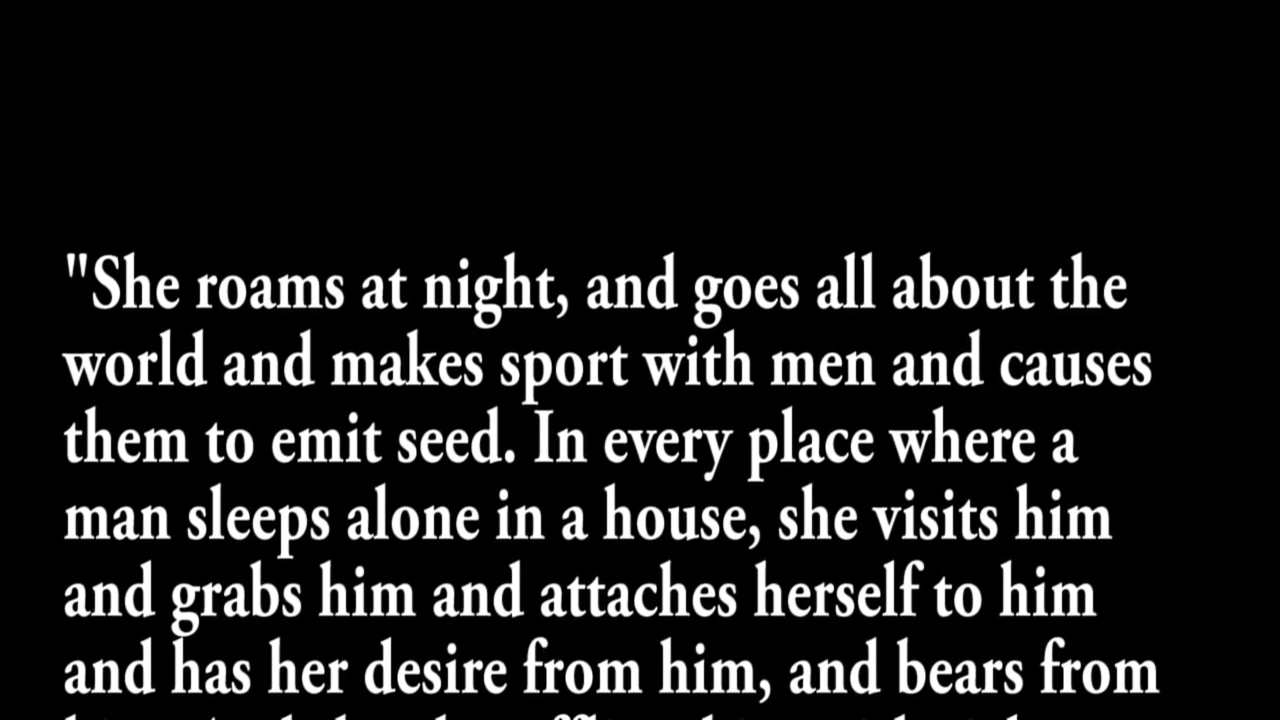 "She roams at night, and goes all about the
world and makes sport with men and causes
them to emit seed. In every place where a
man sleeps alone in a house, she visits him
and grabs him and attaches herself to him
and has her desire from him, and bears from